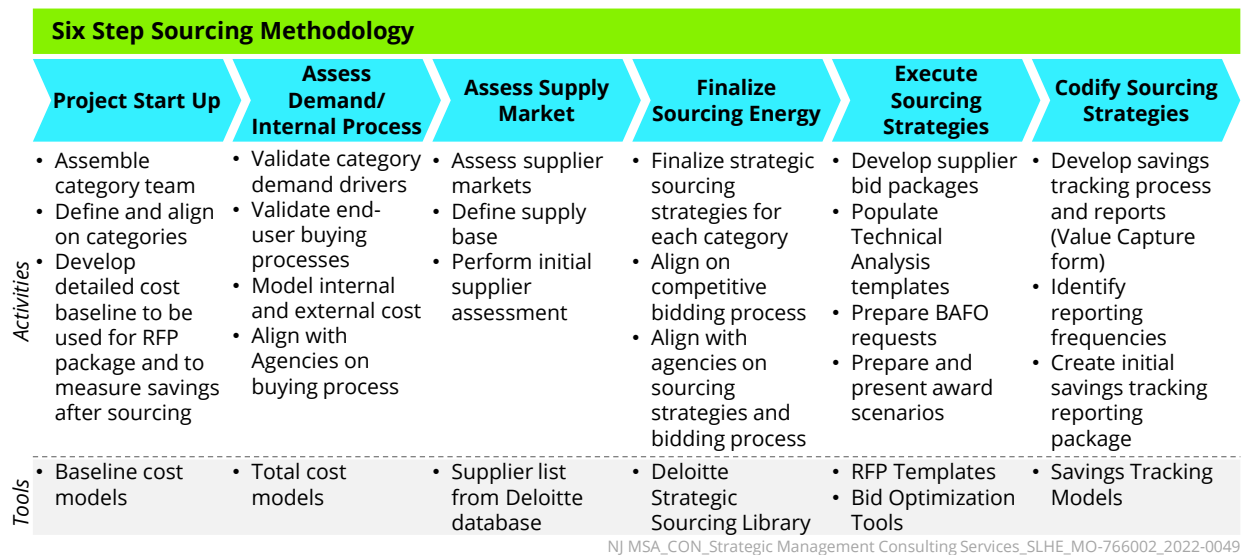 Six Step Sourcing Methodology
Project Start Up
Assess
Demand/
Internal Process
Assess Supply
Market
Finalize
Sourcing Energy
Execute
Sourcing
Strategies
Codify Sourcing
Strategies
Activities
• Assemble
category team
• Define and align
on categories
• Develop
detailed cost
baseline to be
used for RFP
package and to
measure savings
after sourcing
• Validate category
demand drivers
• Validate end-
user buying
processes
• Model internal
and external cost
• Align with
Agencies on
buying process
• Assess supplier
markets
• Define supply
base
• Perform initial
supplier
assessment
• Finalize strategic
sourcing
strategies for
each category
• Align on
competitive
bidding process
• Align with
agencies on
sourcing
strategies and
bidding process
• Develop supplier
bid packages
• Populate
Technical
Analysis
templates
• Prepare BAFO
requests
• Prepare and
present award
scenarios
• Develop savings
tracking process
and reports
(Value Capture
form)
• Identify
reporting
frequencies
• Create initial
savings tracking
reporting
package
Tools
• Baseline cost
models
• Total cost
models
• Supplier list
from Deloitte
database
• Deloitte
Strategic
Sourcing Library
• RFP Templates
• Bid Optimization
Tools
• Savings Tracking
Models
NJ MSA_CON_Strategic Management Consulting Services_SLHE_MO-766002_2022-0049